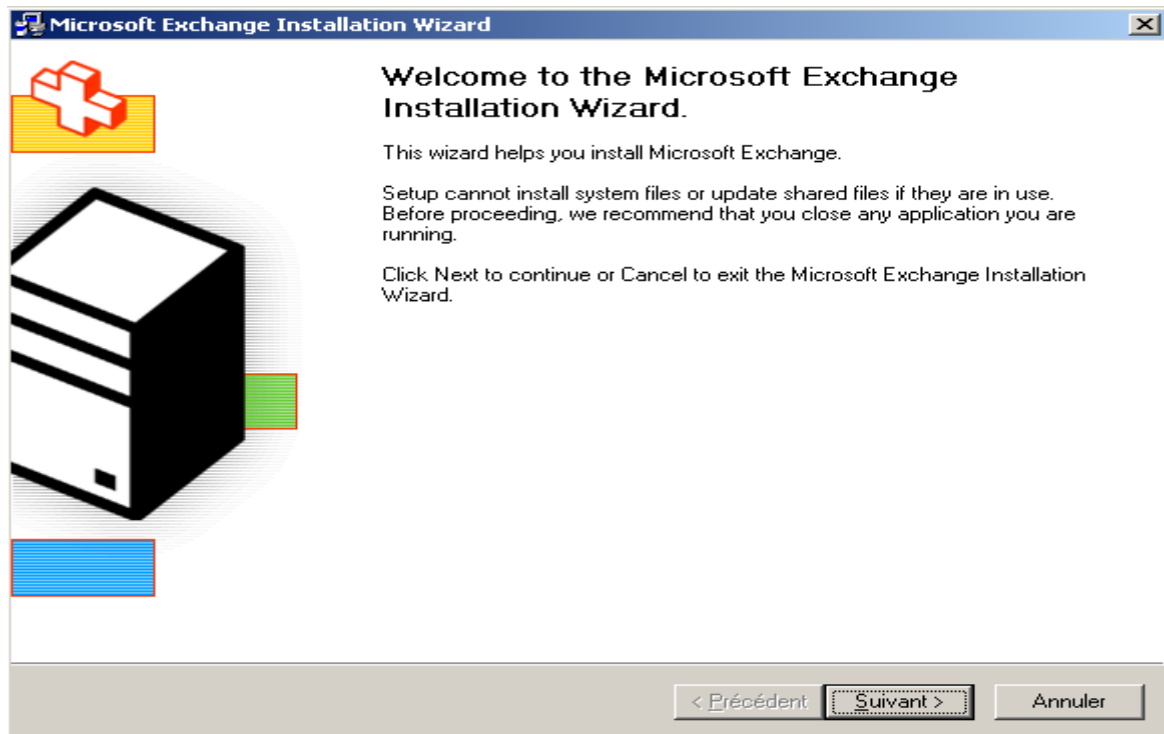 Microsoft Exchange Installation Wizard
Welcome to the Microsoft Exchange
Installation Wizard.
This wizard helps you install Microsoft Exchange.
Setup cannot install system files or update shared files if they are in use.
Before proceeding, we recommend that you close any application you are
running.
Click Next to continue or Cancel to exit the Microsoft Exchange Installation
Wizard.
< Précédent
Suivant >
Annuler